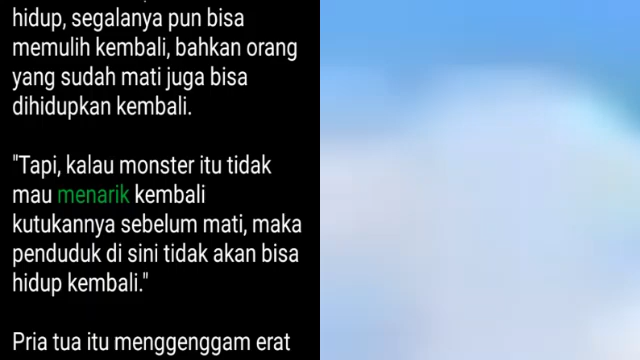 hidup, segalanya pun bisa
memulih kembali, bahkan orang
yang sudah mati juga bisa
dihidupkan kembali.
"Tapi, kalau monster itu tidak
mau menarik kembali
kutukannya sebelum mati, maka
penduduk di sini tidak akan bisa
hidup kembali."
Pria tua itu menggenggam erat